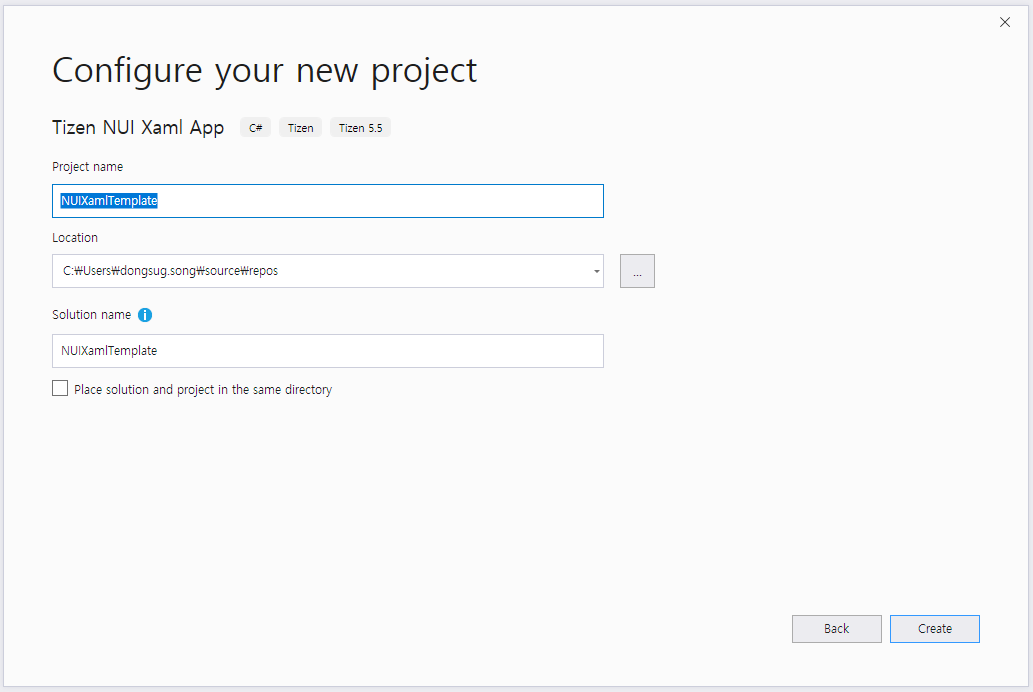 Configure your new project
Tizen NUI Xaml App C# Tizen Tizen 5.5
Project name
NUIXamlTemplate
Location
C:₩Users₩dongsug.song₩source₩repos
...
Solution name
NUIXamlTemplate
Place solution and project in the same directory
Back Create